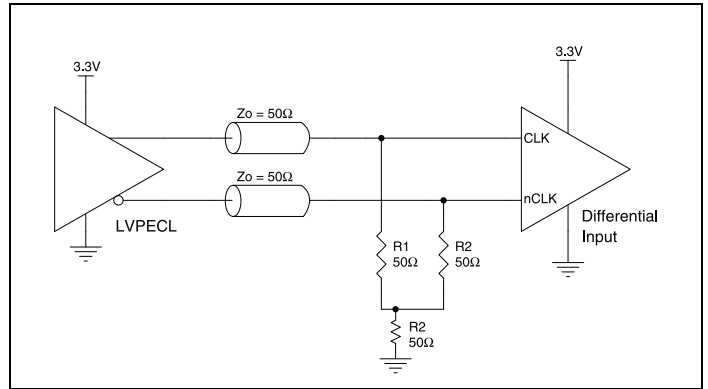 3.3V
3.3V
Zo = 50Ω
CLK
Zo = 50Ω
nCLK
LVPECL
Differential
Input
R1
50Ω
R2
50Ω
R2
50Ω